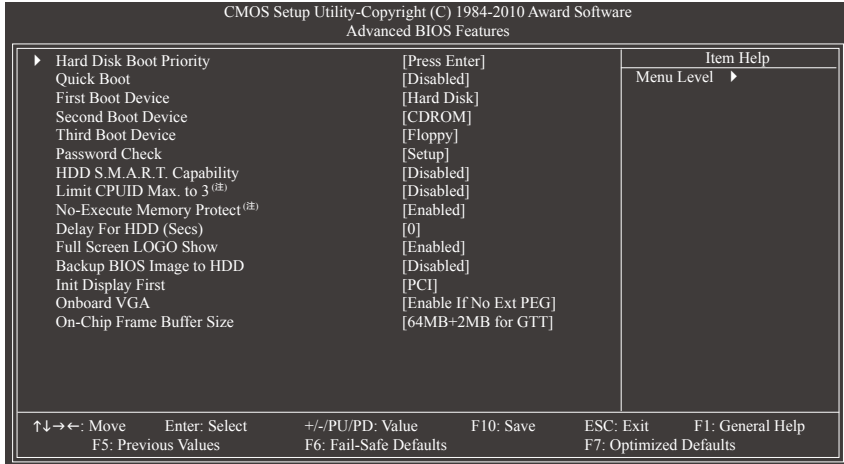 CMOS Setup Utility-Copyright (C) 1984-2010 Award Software
Advanced BIOS Features
Item Help
Menu Level ▶
▶ Hard Disk Boot Priority [Press Enter]
Quick Boot [Disabled]
First Boot Device [Hard Disk]
Second Boot Device [CDROM]
Third Boot Device [Floppy]
Password Check [Setup]
HDD S.M.A.R.T. Capability [Disabled]
Limit CPUID Max. to 3 (注) [Disabled]
No-Execute Memory Protect (注) [Enabled]
Delay For HDD (Secs) [0]
Full Screen LOGO Show [Enabled]
Backup BIOS Image to HDD [Disabled]
Init Display First [PCI]
Onboard VGA [Enable If No Ext PEG]
On-Chip Frame Buffer Size [64MB+2MB for GTT]
↑↓→←: Move Enter: Select +/-/PU/PD: Value F10: Save ESC: Exit F1: General Help
F5: Previous Values F6: Fail-Safe Defaults F7: Optimized Defaults